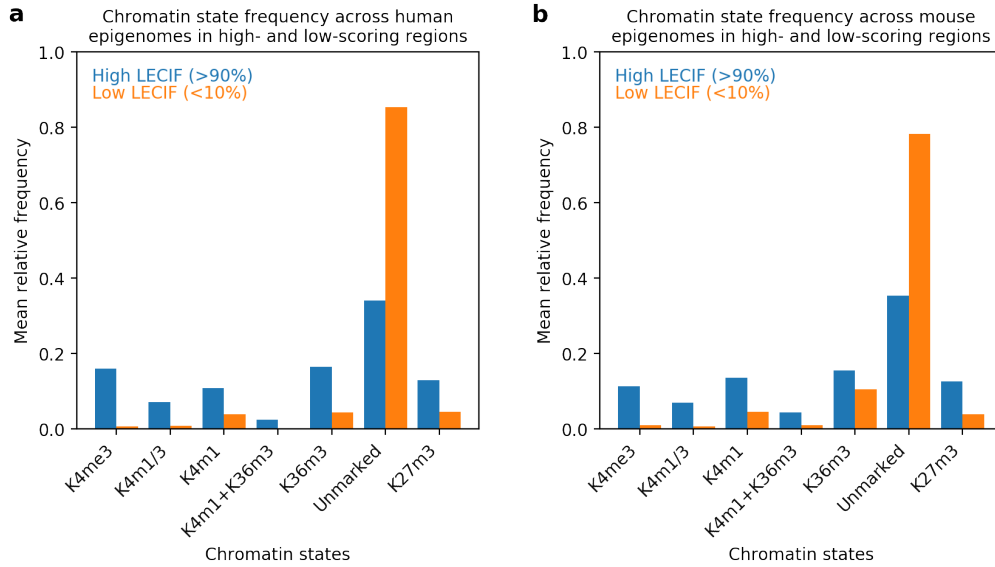 a
Chromatin state frequency across human
epigenomes in high- and low-scoring regions
High LECIF (>90%)
Low LECIF (<10%)
Mean relative frequency
1.0
0.8
0.6
0.4
0.2
0.0
K4me3
K4m1/3
K4m1
K4m1+K36m3
K36m3
Unmarked
K27m3
Chromatin states
b
Chromatin state frequency across mouse
epigenomes in high- and low-scoring regions
High LECIF (>90%)
Low LECIF (<10%)
Mean relative frequency
1.0
0.8
0.6
0.4
0.2
0.0
K4me3
K4m1/3
K4m1
K4m1+K36m3
K36m3
Unmarked
K27m3
Chromatin states